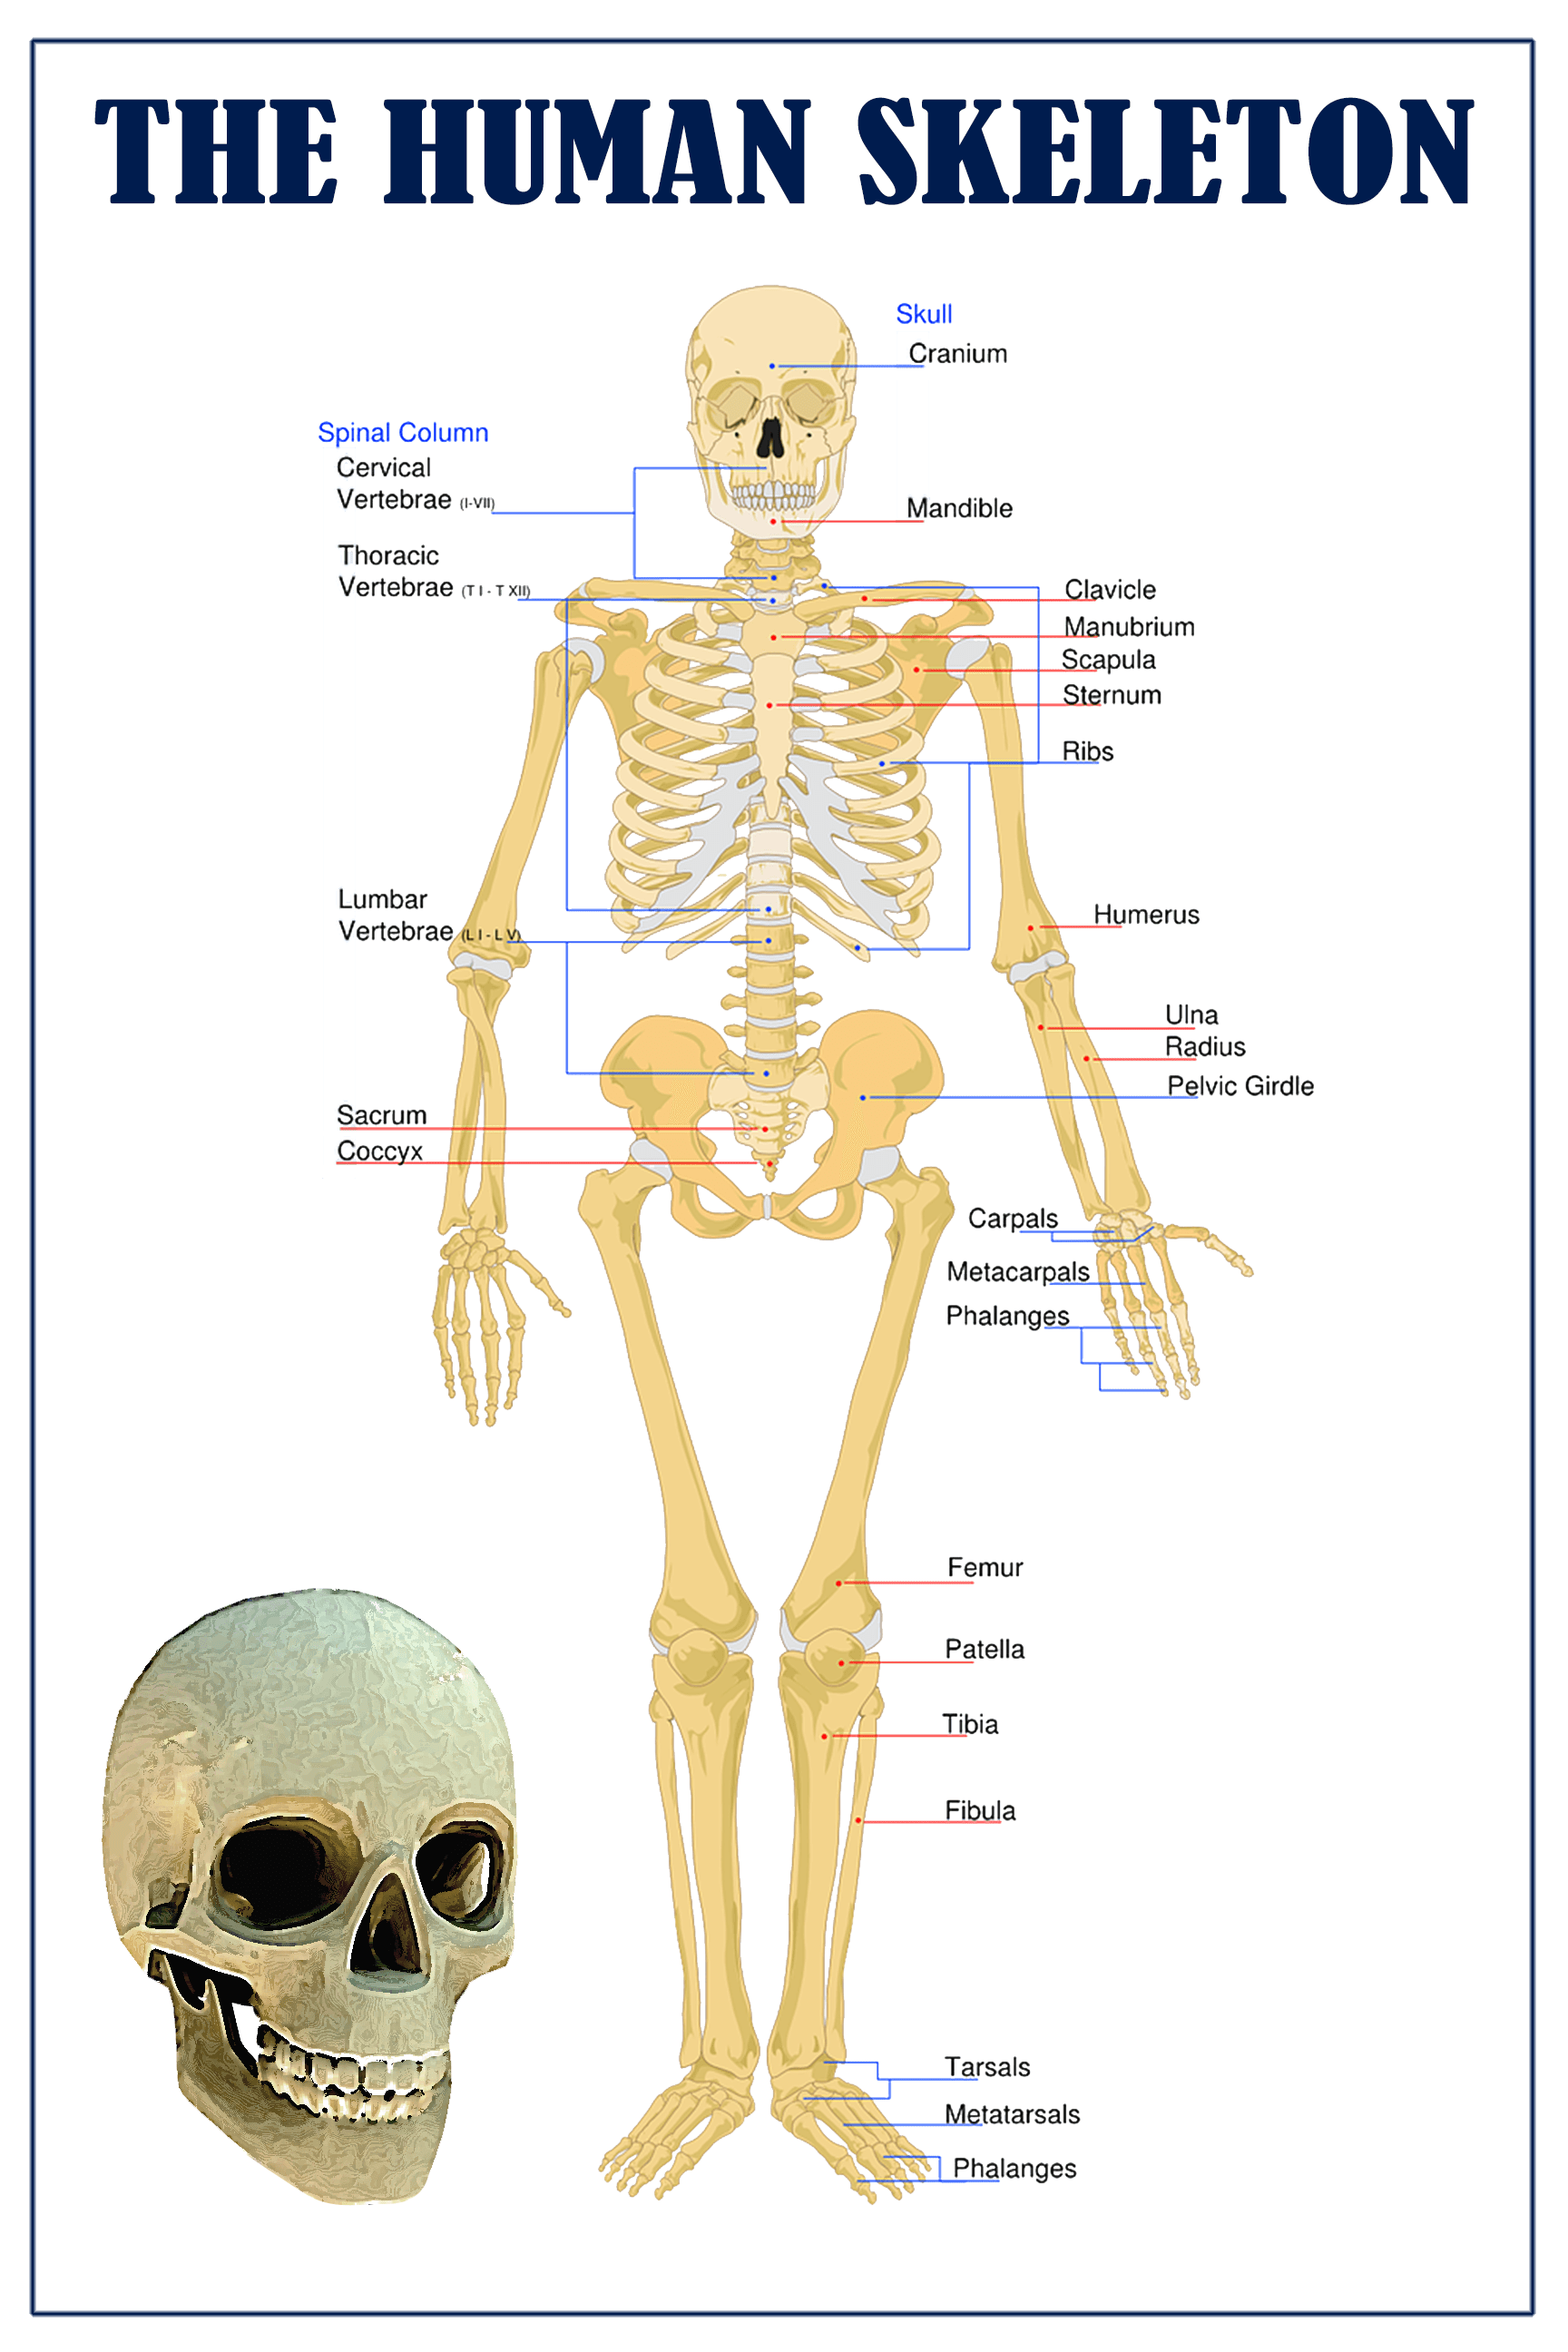 THE HUMAN SKELETON
Skull
Cranium
Spinal Column
Cervical
Vertebrae (I-VII)
Mandible
Thoracic
Vertebrae (T I - T XII)
Clavicle
Manubrium
Scapula
Sternum
Ribs
Lumbar
Vertebrae (L I - L V)
Humerus
Ulna
Radius
Pelvic Girdle
Sacrum
Coccyx
Carpals
Metacarpals
Phalanges
Femur
Patella
Tibia
Fibula
Tarsals
Metatarsals
Phalanges